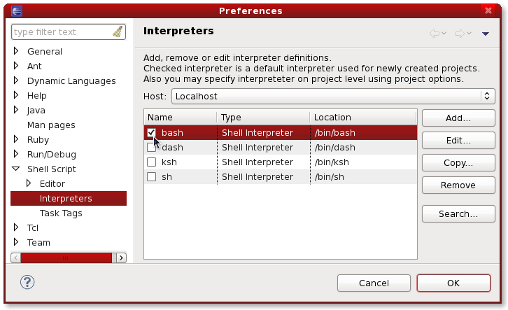 Preferences
type filter text
General
Ant
Dynamic Languages
Help
Java
Man pages
Ruby
Run/Debug
Shell Script
Editor
Interpreters
Task Tags
Tcl
Team
Interpreters
Add, remove or edit interpreter definitions.
Checked interpreter is a default interpreter used for newly created projects.
Also you may specify interpreteter on project level using project options.
Host: Localhost
Name Type Location
bash Shell Interpreter /bin/bash
dash Shell Interpreter /bin/dash
ksh Shell Interpreter /bin/ksh
sh Shell Interpreter /bin/sh
Add...
Edit...
Copy...
Remove
Search...
?
Cancel OK